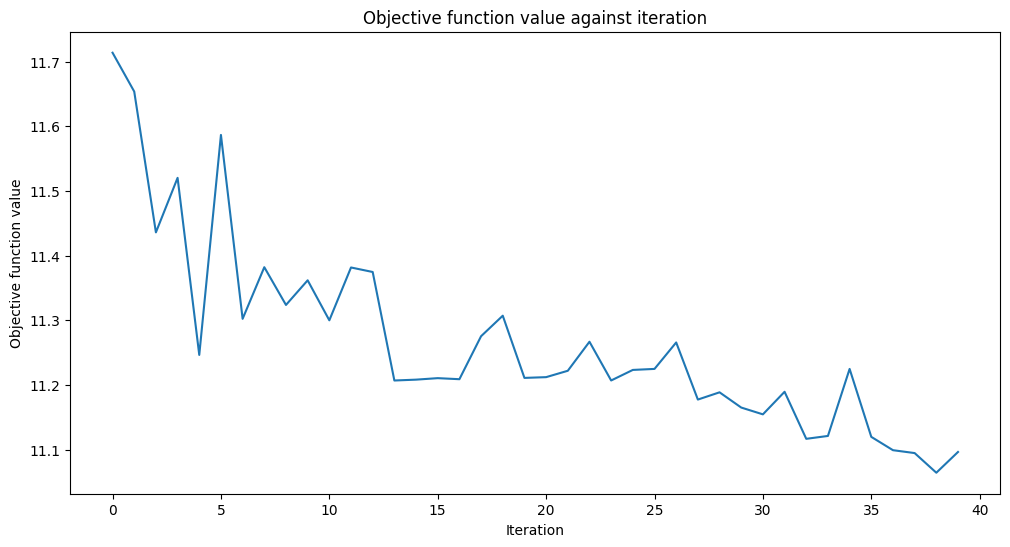 Objective function value against iteration
11.7
11.6
11.5
11.4
11.3
11.2
11.1
Objective function value
0 5 10 15 20 25 30 35 40
Iteration